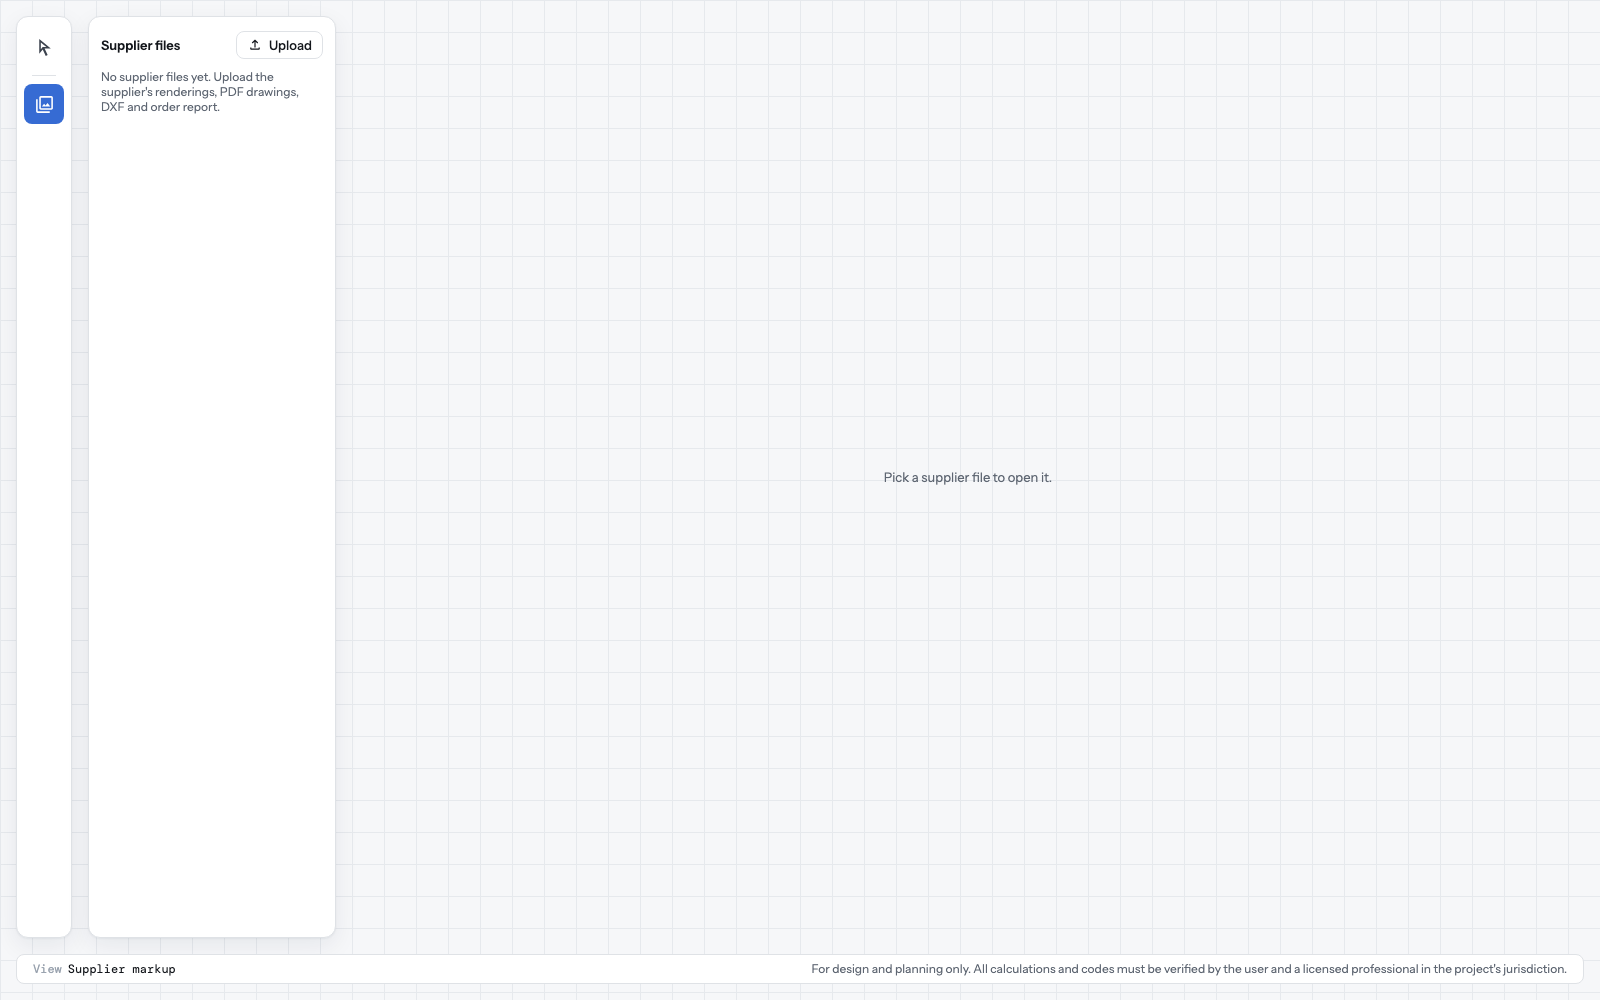 Supplier files
Upload
No supplier files yet. Upload the
supplier's renderings, PDF drawings,
DXF and order report.
Pick a supplier file to open it.
View Supplier markup
For design and planning only. All calculations and codes must be verified by the user and a licensed professional in the project's jurisdiction.